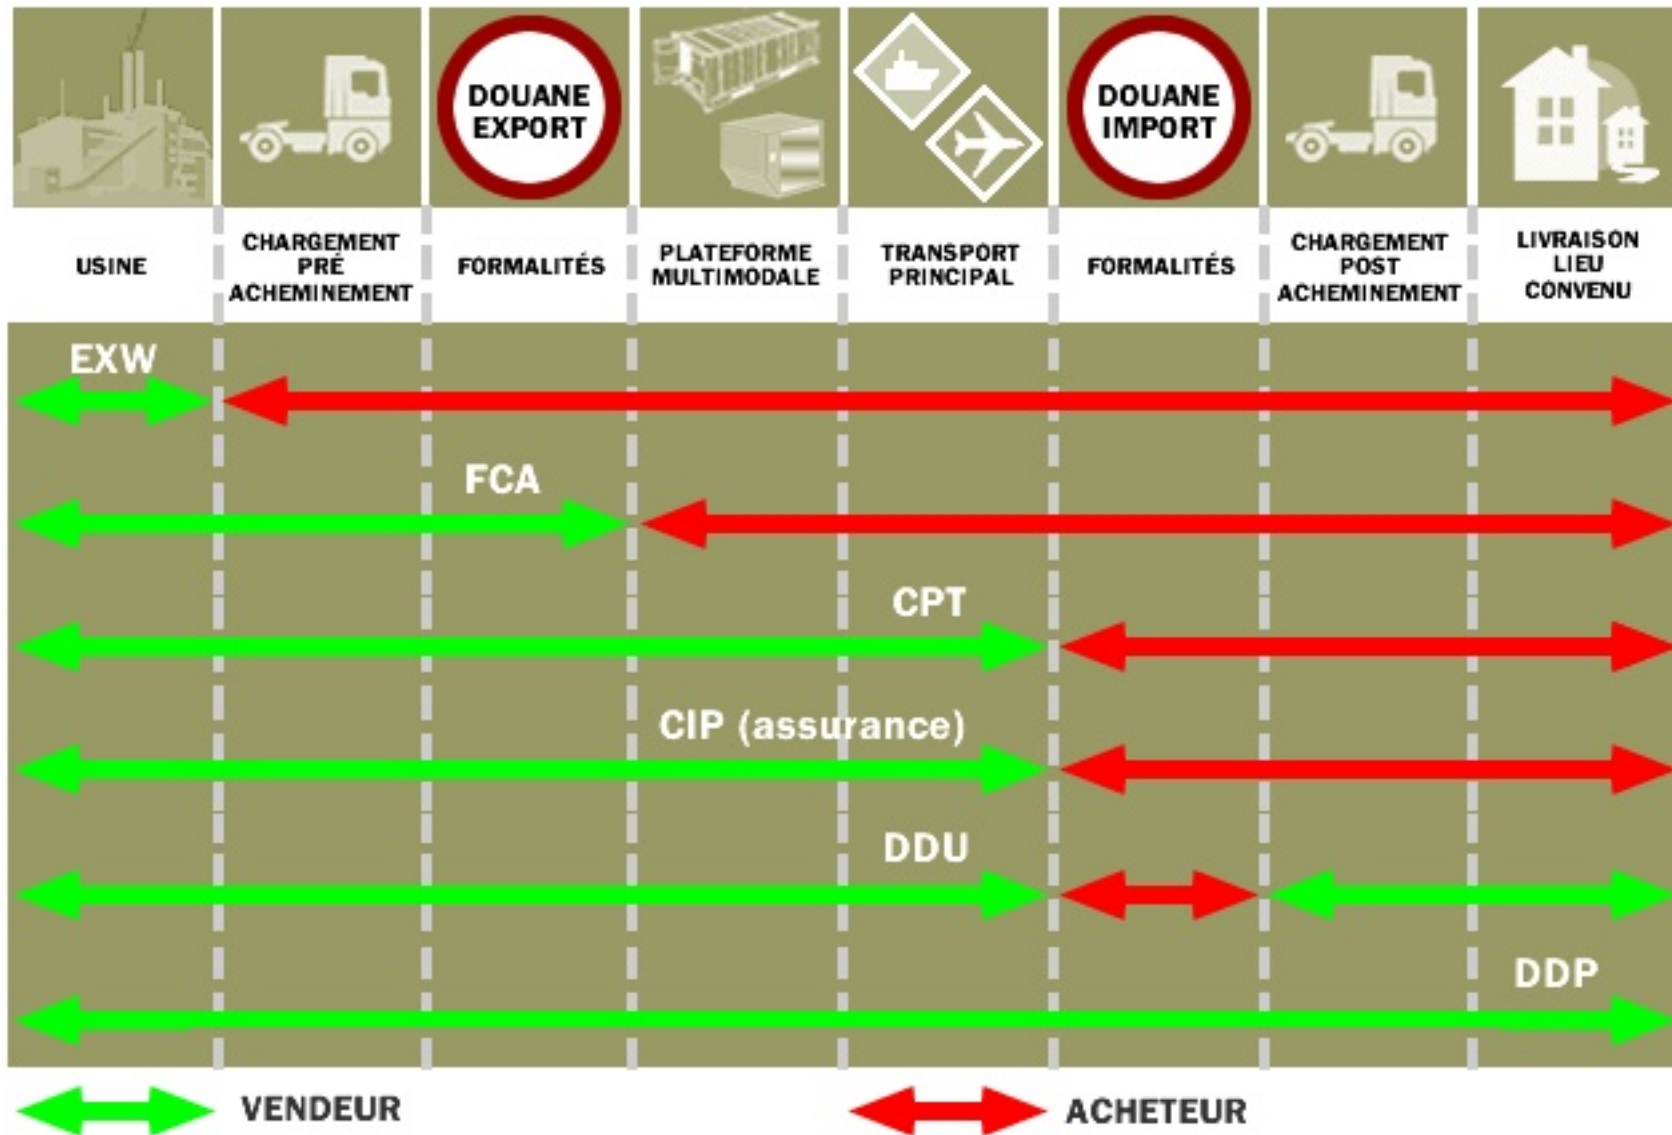 DOUANE
EXPORT
DOUANE
IMPORT
USINE
CHARGEMENT
PRÉ
ACHEMINEMENT
FORMALITÉS
PLATEFORME
MULTIMODALE
TRANSPORT
PRINCIPAL
FORMALITÉS
CHARGEMENT
POST
ACHEMINEMENT
LIVRAISON
LIEU
CONVENU
EXW
FCA
CPT
CIP (assurance)
DDU
DDP
VENDEUR
ACHETEUR